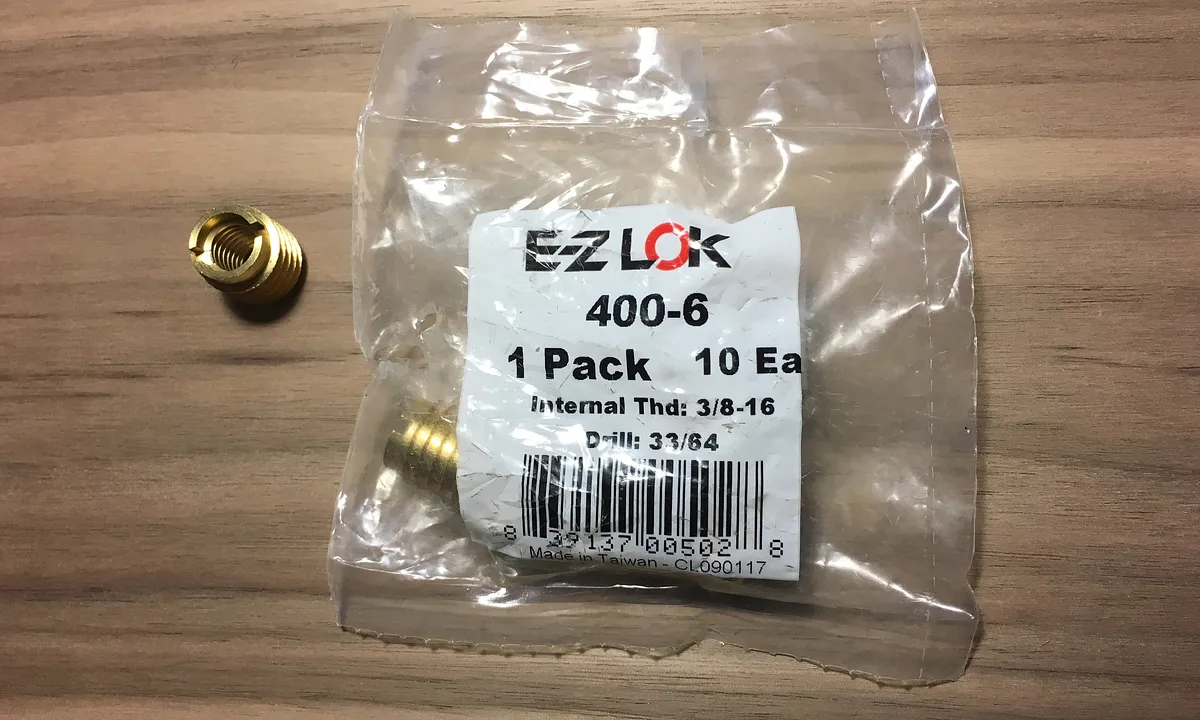 E-Z LOK
400-6
1 Pack 10 Ea
Internal Thd: 3/8-16
Drill: 33/64
8 39137 00502 8
Made in Taiwan - CL090117